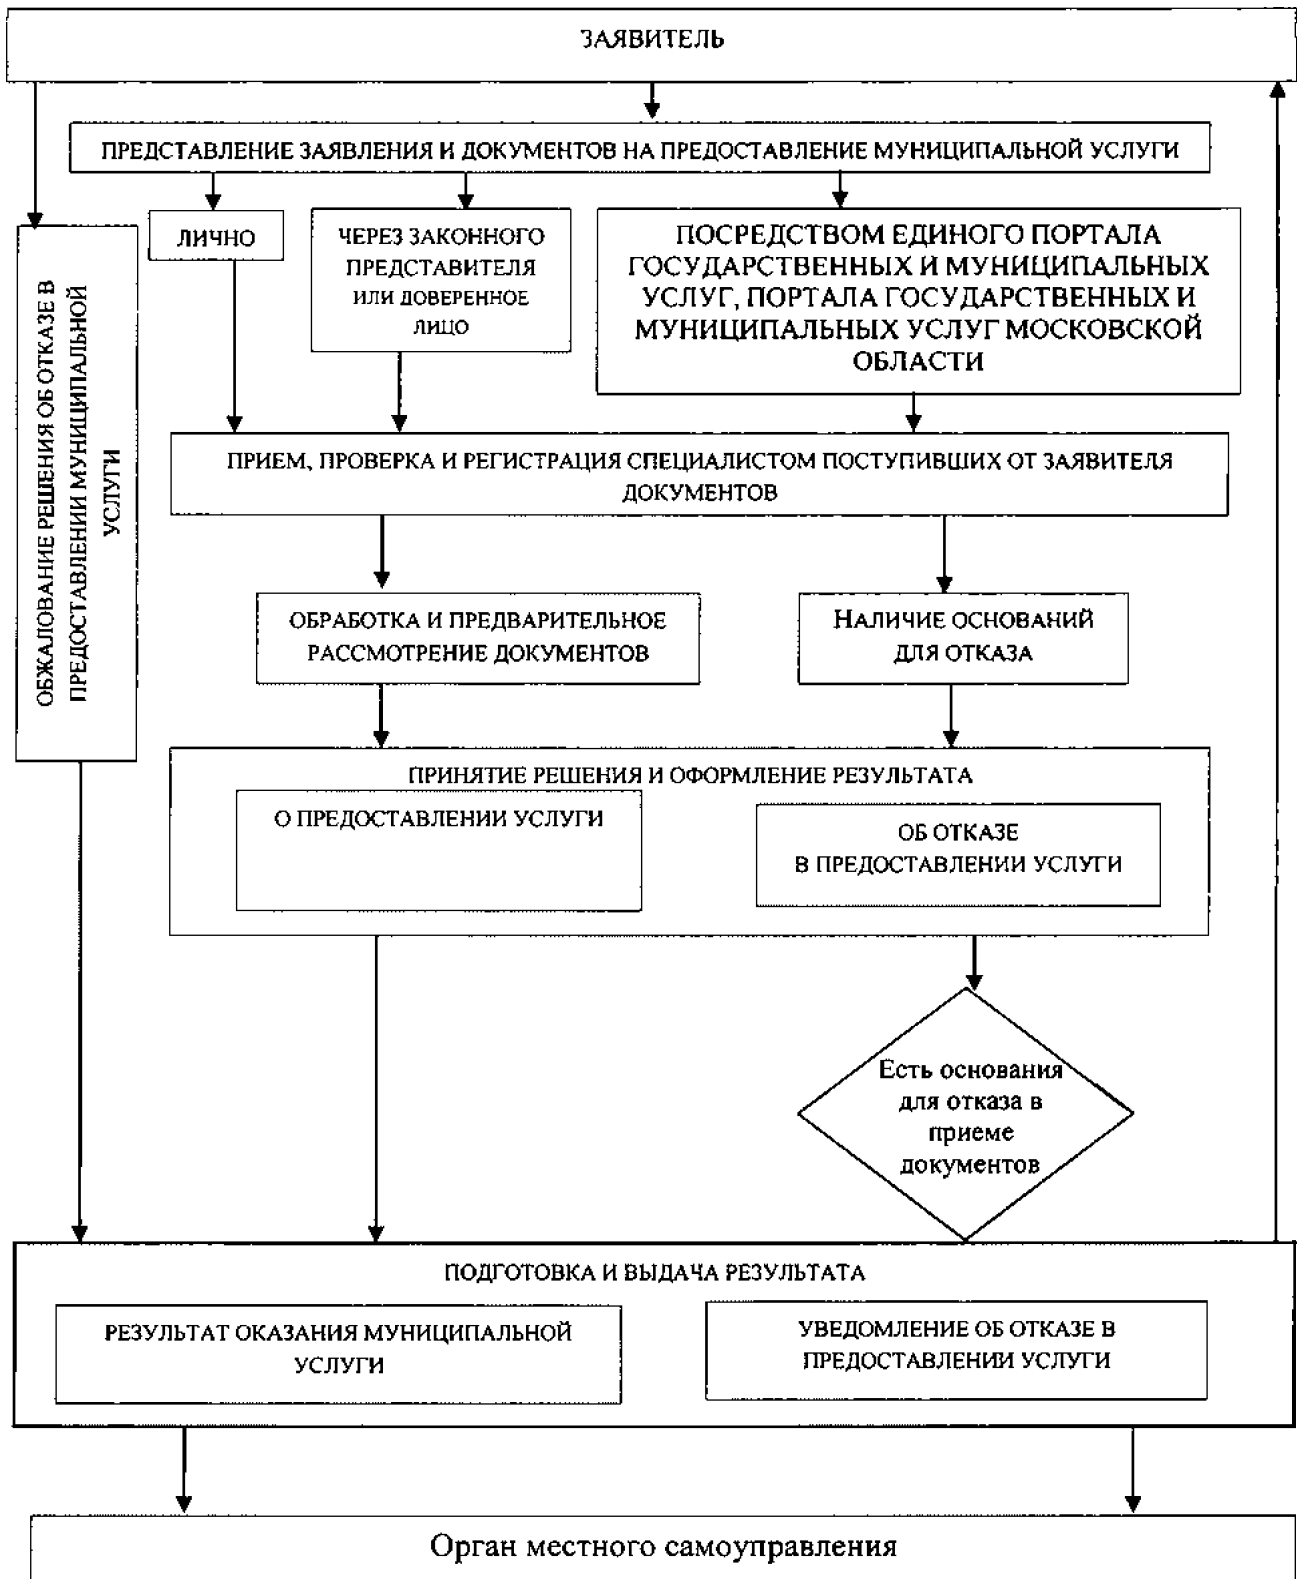 ЗАЯВИТЕЛЬ
ПРЕДСТАВЛЕНИЕ ЗАЯВЛЕНИЯ И ДОКУМЕНТОВ НА ПРЕДОСТАВЛЕНИЕ МУНИЦИПАЛЬНОЙ УСЛУГИ
ЛИЧНО
ЧЕРЕЗ ЗАКОННОГО
ПРЕДСТАВИТЕЛЯ
ИЛИ ДОВЕРЕННОЕ
ЛИЦО
ПОСРЕДСТВОМ ЕДИНОГО ПОРТАЛА
ГОСУДАРСТВЕННЫХ И МУНИЦИПАЛЬНЫХ
УСЛУГ, ПОРТАЛА ГОСУДАРСТВЕННЫХ И
МУНИЦИПАЛЬНЫХ УСЛУГ МОСКОВСКОЙ
ОБЛАСТИ
ОБЖАЛОВАНИЕ РЕШЕНИЯ ОБ ОТКАЗЕ В
ПРЕДОСТАВЛЕНИИ МУНИЦИПАЛЬНОЙ
УСЛУГИ
ПРИЕМ, ПРОВЕРКА И РЕГИСТРАЦИЯ СПЕЦИАЛИСТОМ ПОСТУПИВШИХ ОТ ЗАЯВИТЕЛЯ
ДОКУМЕНТОВ
ОБРАБОТКА И ПРЕДВАРИТЕЛЬНОЕ
РАССМОТРЕНИЕ ДОКУМЕНТОВ
НАЛИЧИЕ ОСНОВАНИЙ
ДЛЯ ОТКАЗА
ПРИНЯТИЕ РЕШЕНИЯ И ОФОРМЛЕНИЕ РЕЗУЛЬТАТА
О ПРЕДОСТАВЛЕНИИ УСЛУГИ
ОБ ОТКАЗЕ
В ПРЕДОСТАВЛЕНИИ УСЛУГИ
Есть основания
для отказа в
приеме
документов
ПОДГОТОВКА И ВЫДАЧА РЕЗУЛЬТАТА
РЕЗУЛЬТАТ ОКАЗАНИЯ МУНИЦИПАЛЬНОЙ
УСЛУГИ
УВЕДОМЛЕНИЕ ОБ ОТКАЗЕ В
ПРЕДОСТАВЛЕНИИ УСЛУГИ
Орган местного самоуправления